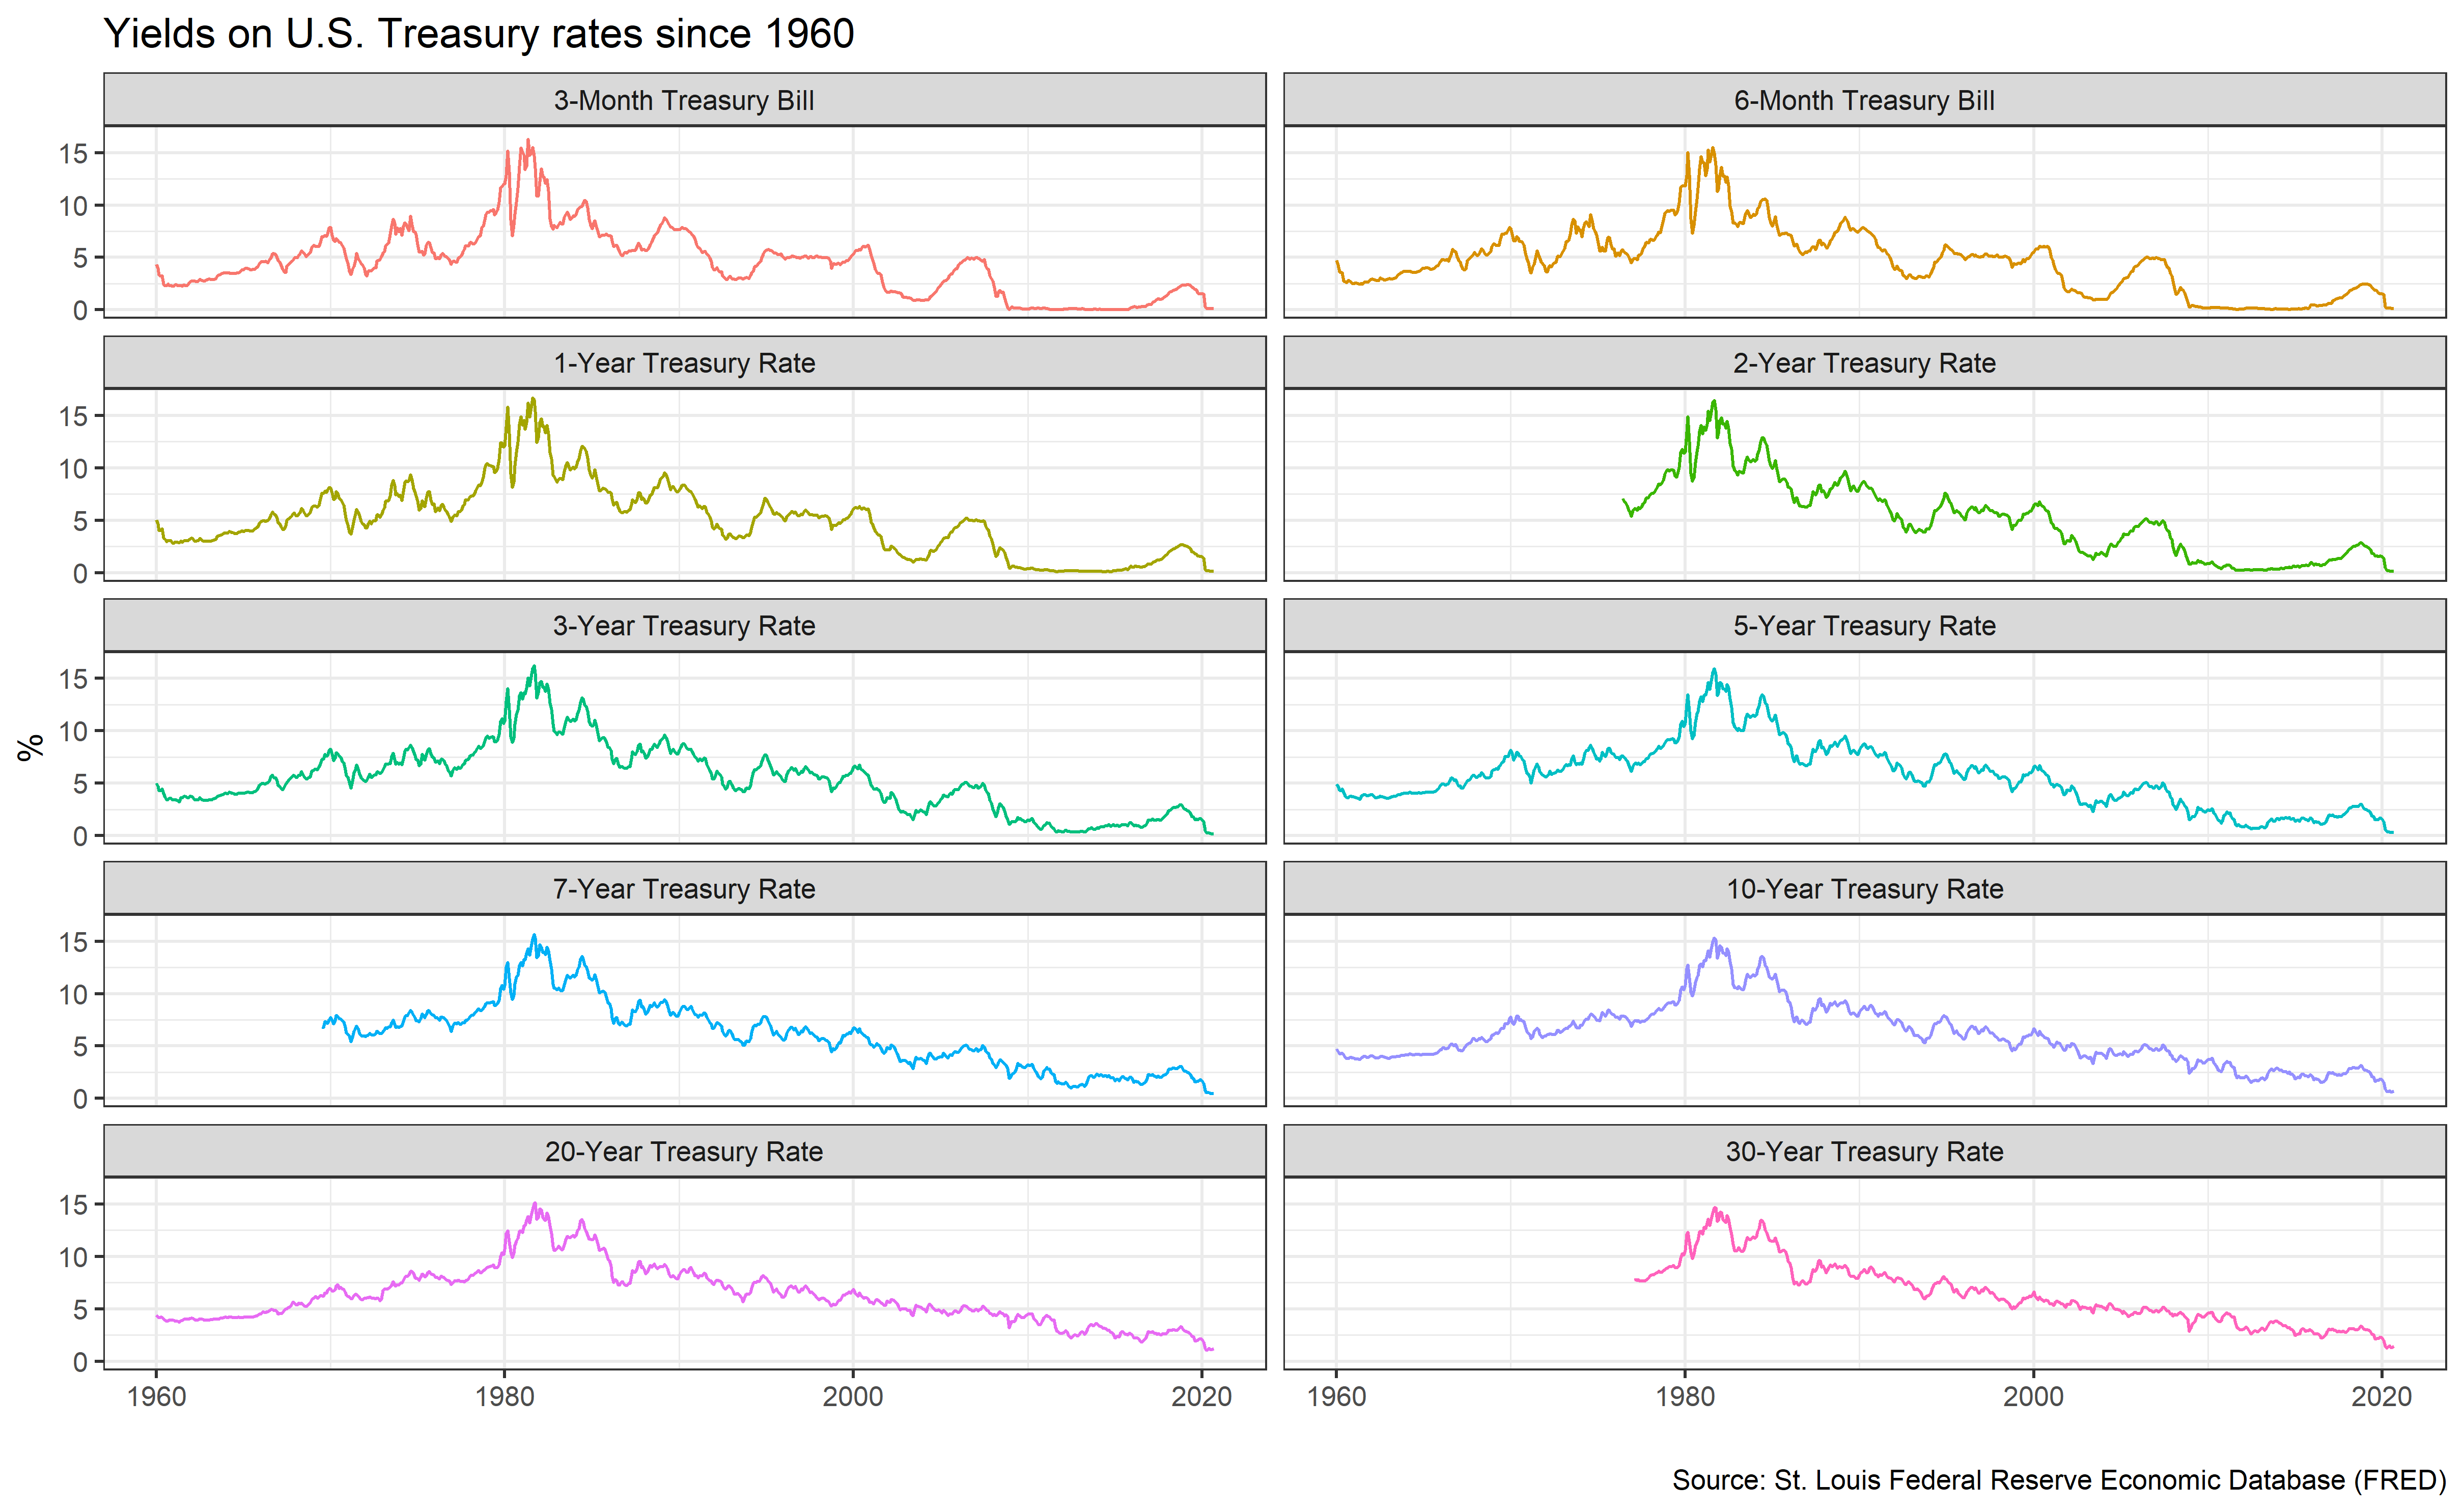 Yields on U.S. Treasury rates since 1960
3-Month Treasury Bill
6-Month Treasury Bill
15
10
5
0
1-Year Treasury Rate
2-Year Treasury Rate
15
10
5
0
3-Year Treasury Rate
5-Year Treasury Rate
15
10
5
0
%
7-Year Treasury Rate
10-Year Treasury Rate
15
10
5
0
20-Year Treasury Rate
30-Year Treasury Rate
15
10
5
0
1960 1980 2000 2020
1960 1980 2000 2020
Source: St. Louis Federal Reserve Economic Database (FRED)